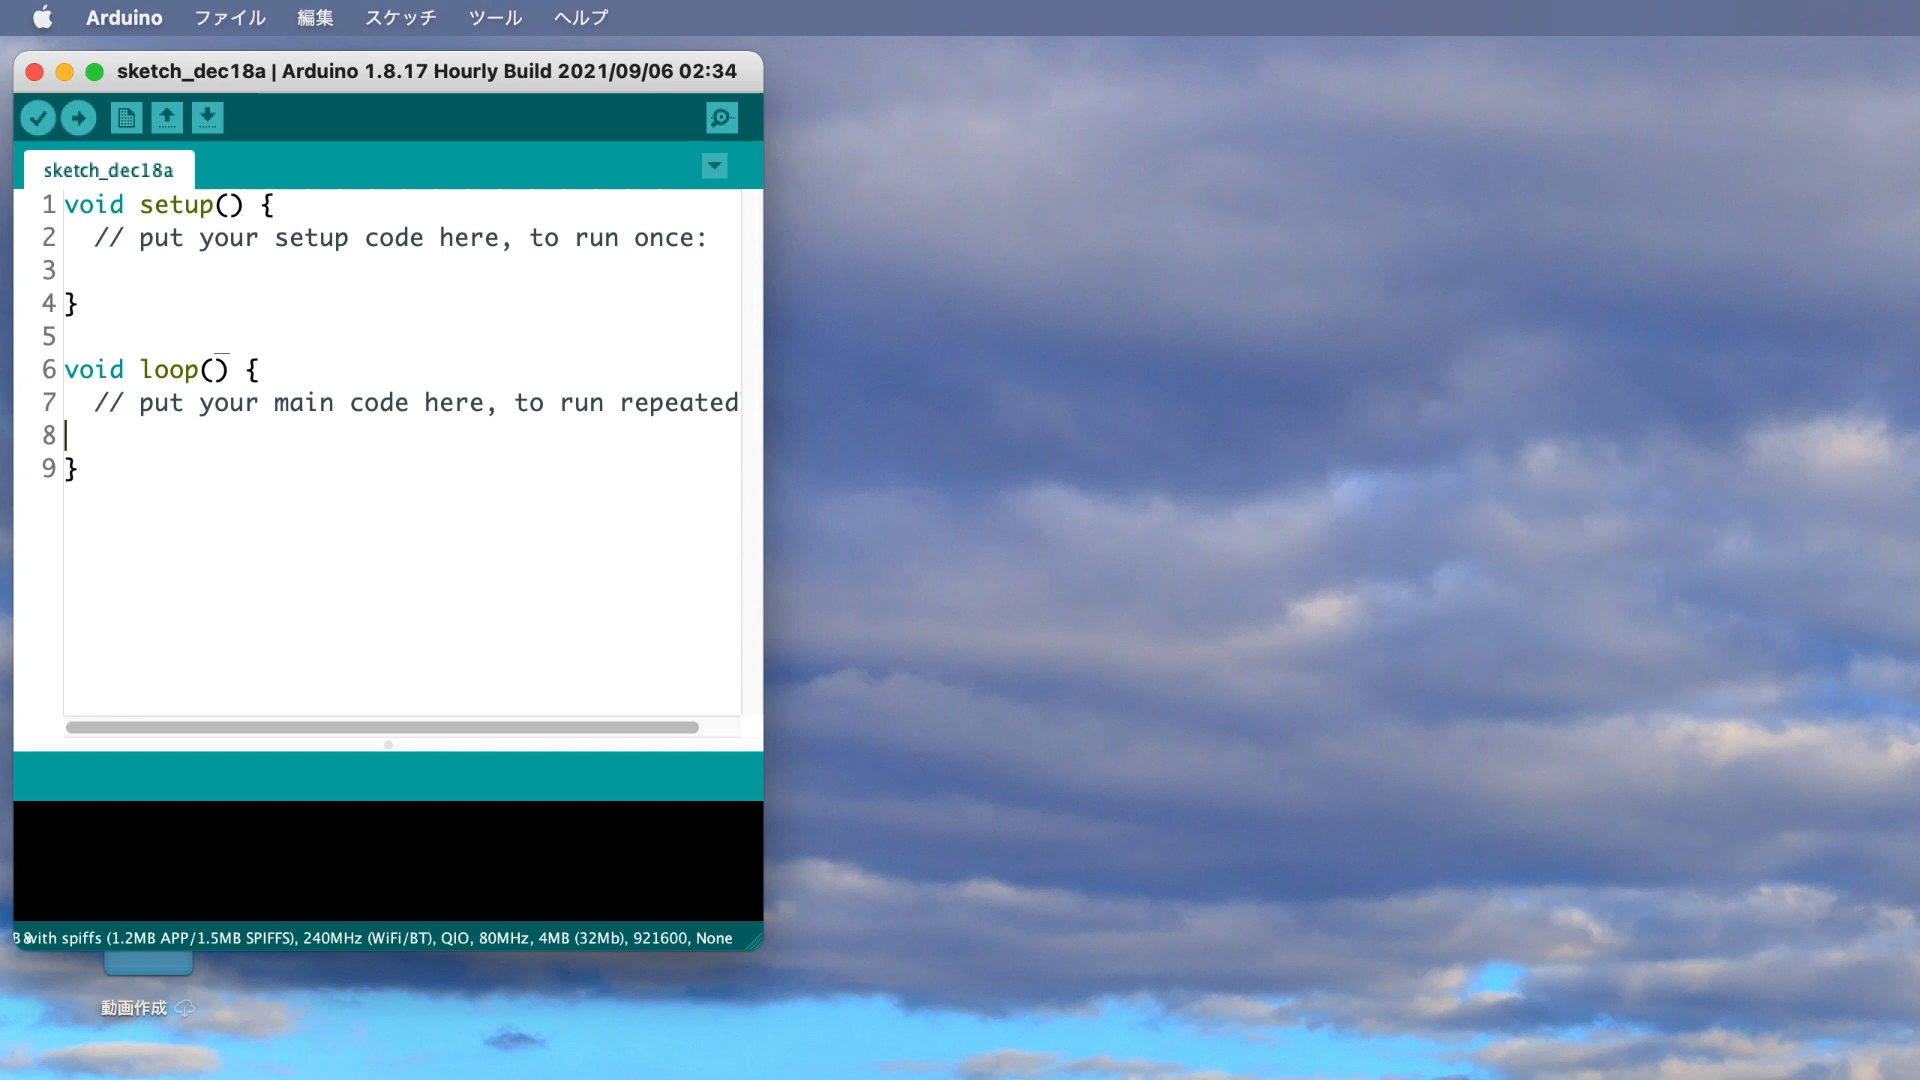 Arduino ファイル 編集 スケッチ ツール ヘルプ
sketch_dec18a | Arduino 1.8.17 Hourly Build 2021/09/06 02:34
sketch_dec18a
1 void setup() {
2 // put your setup code here, to run once:
3
4 }
5
6 void loop() {
7 // put your main code here, to run repeated
8
9 }
with spiffs (1.2MB APP/1.5MB SPIFFS), 240MHz (WiFi/BT), QIO, 80MHz, 4MB (32Mb), 921600, None
動画作成